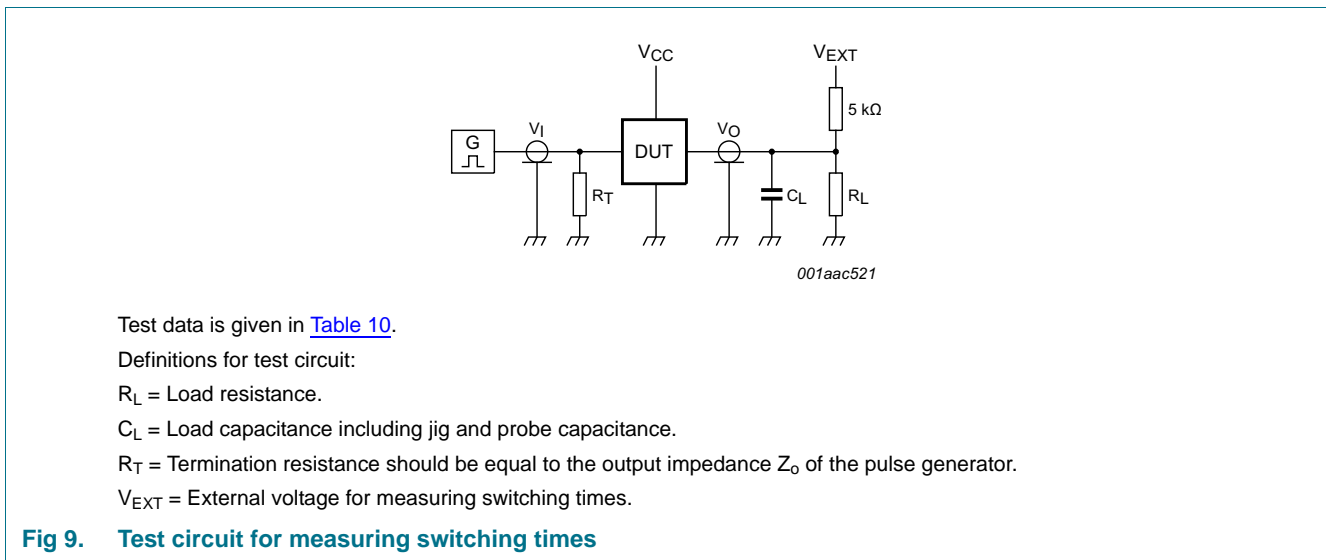 VCC
VEXT
5 kΩ
G
VI
DUT
VO
RT
CL
RL
001aac521
Test data is given in Table 10.
Definitions for test circuit:
RL = Load resistance.
CL = Load capacitance including jig and probe capacitance.
RT = Termination resistance should be equal to the output impedance Zo of the pulse generator.
VEXT = External voltage for measuring switching times.
Fig 9. Test circuit for measuring switching times